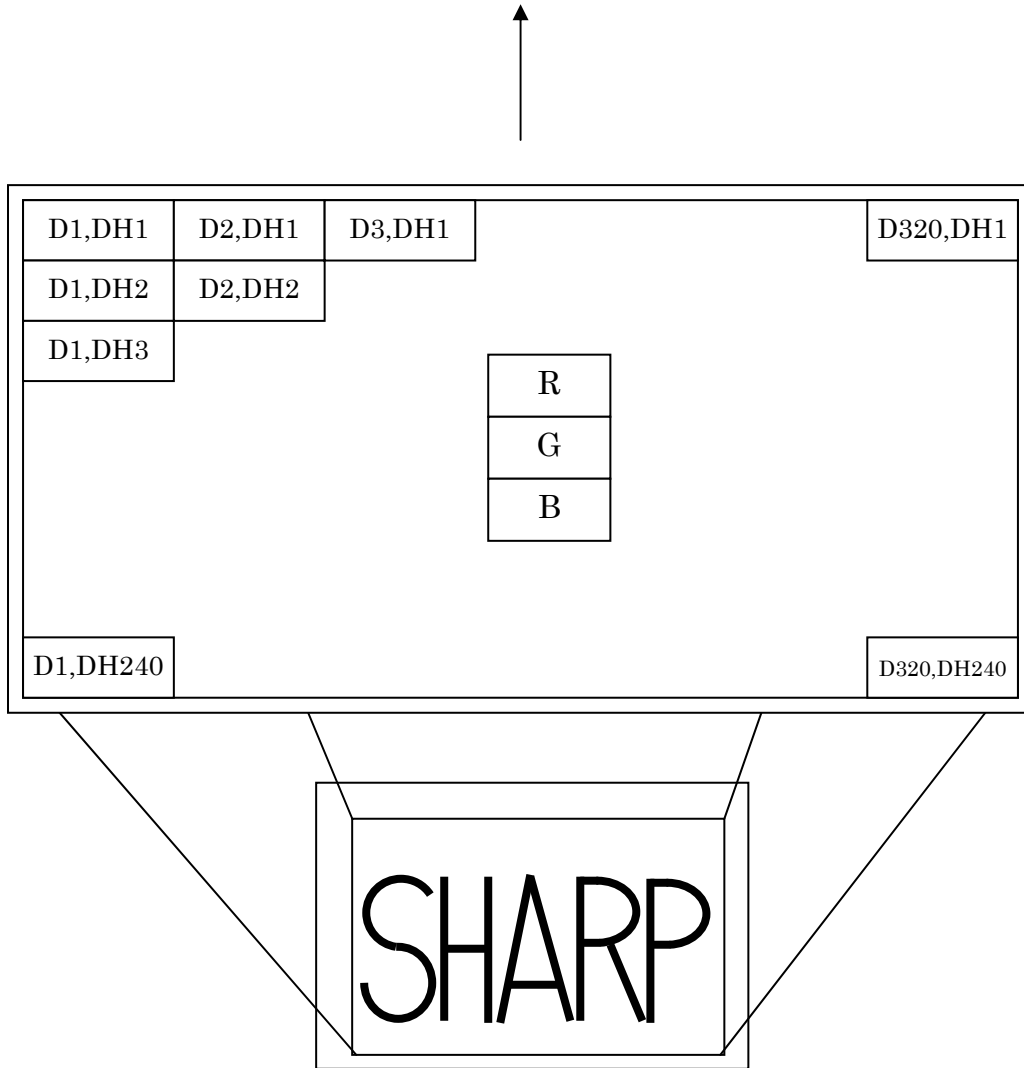 D1,DH1 D2,DH1 D3,DH1 D320,DH1
D1,DH2 D2,DH2
D1,DH3
R
G
B
D1,DH240 D320,DH240
SHARP